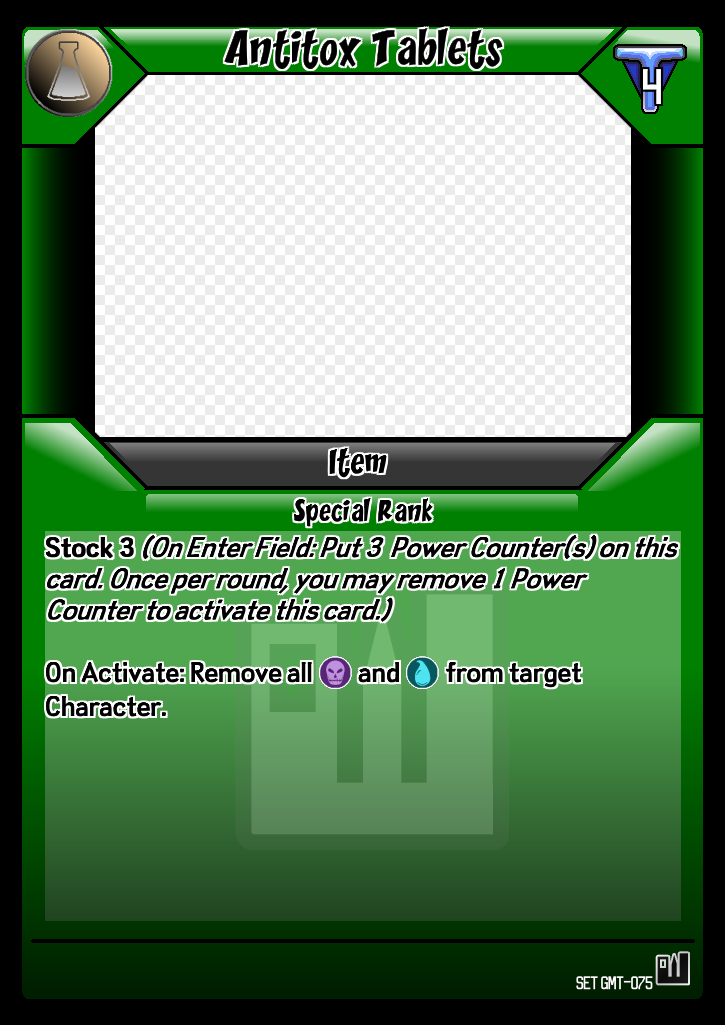 Antitox Tablets
T
4
Item
Special Rank
Stock 3 (On Enter Field: Put 3 Power Counter(s) on this
card. Once per round, you may remove 1 Power
Counter to activate this card.)
On Activate: Remove all and from target
Character.
SET GMT-075